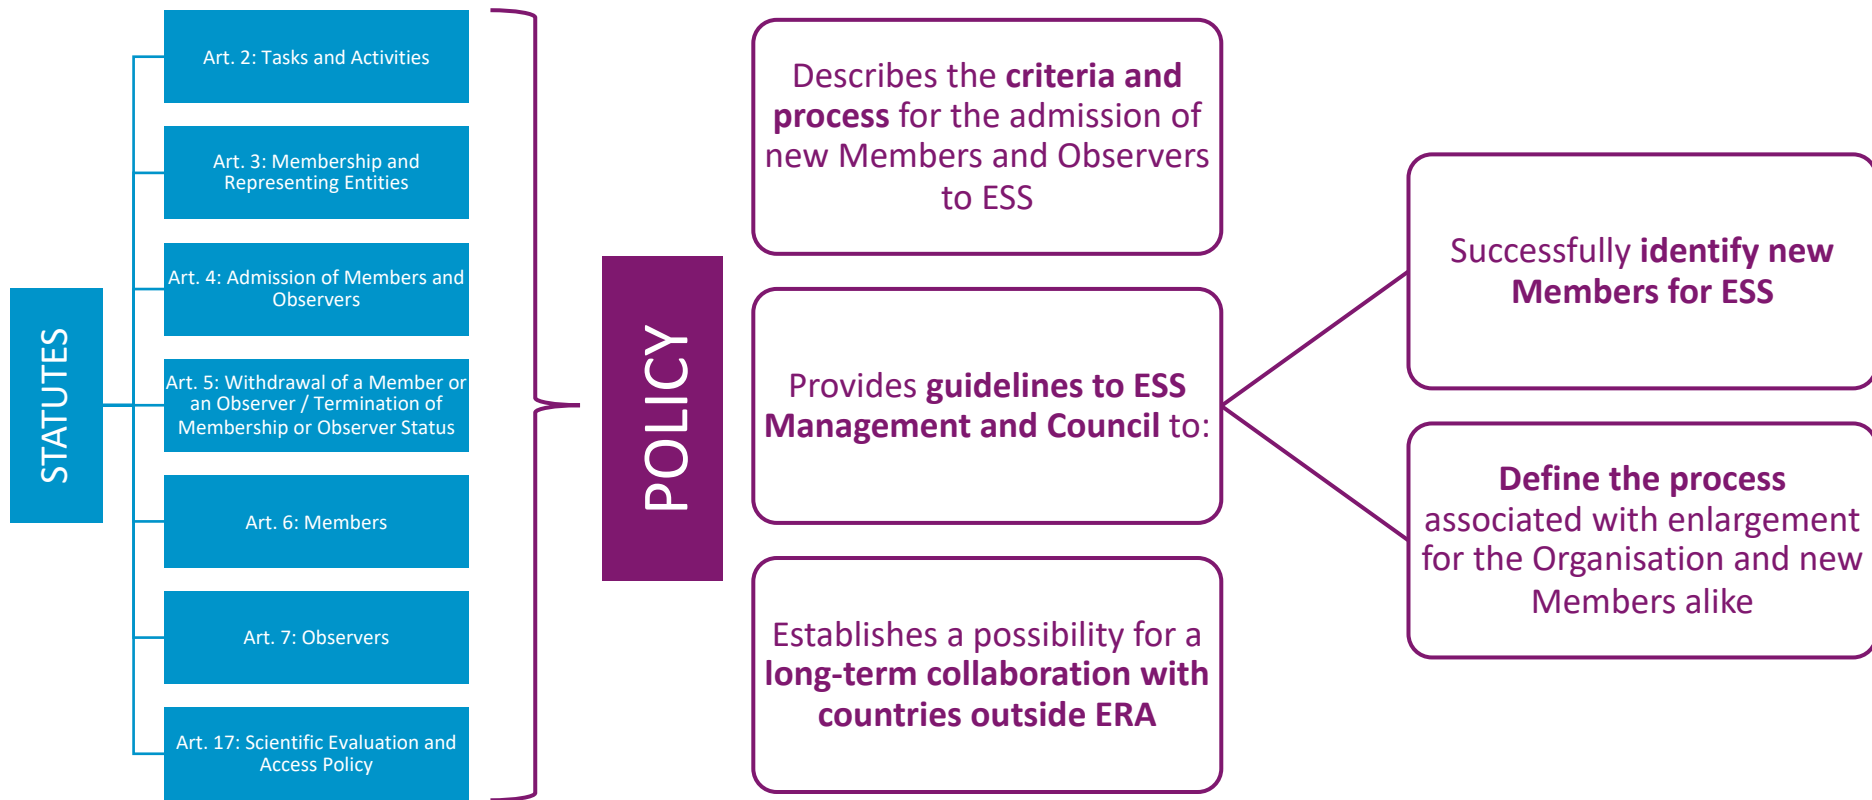 STATUTES
Art. 2: Tasks and Activities
Art. 3: Membership and
Representing Entities
Art. 4: Admission of Members and
Observers
Art. 5: Withdrawal of a Member or
an Observer / Termination of
Membership or Observer Status
Art. 6: Members
Art. 7: Observers
Art. 17: Scientific Evaluation and
Access Policy
POLICY
Describes the criteria and
process for the admission of
new Members and Observers
to ESS
Provides guidelines to ESS
Management and Council to:
Establishes a possibility for a
long-term collaboration with
countries outside ERA
Successfully identify new
Members for ESS
Define the process
associated with enlargement
for the Organisation and new
Members alike